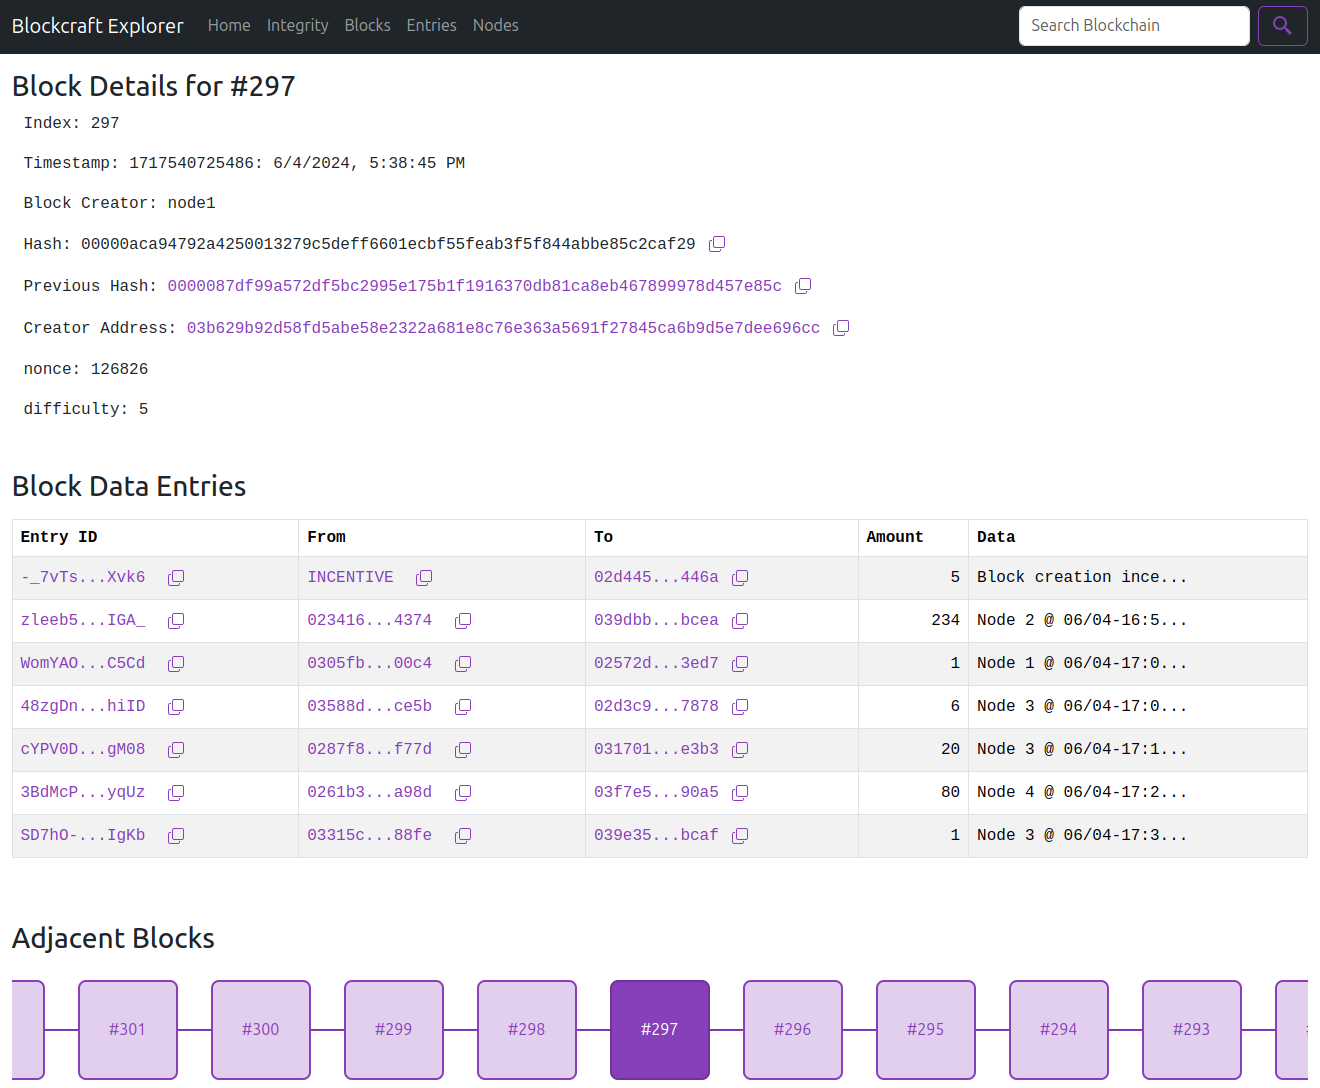 Blockcraft Explorer Home Integrity Blocks Entries Nodes Search Blockchain
Block Details for #297
Index: 297
Timestamp: 1717540725486: 6/4/2024, 5:38:45 PM
Block Creator: node1
Hash: 00000aca94792a4250013279c5deff6601ecbf55feab3f5f844abbe85c2caf29
Previous Hash: 0000087df99a572df5bc2995e175b1f1916370db81ca8eb467899978d457e85c
Creator Address: 03b629b92d58fd5abe58e2322a681e8c76e363a5691f27845ca6b9d5e7dee696cc
nonce: 126826
difficulty: 5
Block Data Entries
Entry ID From To Amount Data
-_7vTs...Xvk6 INCENTIVE 02d445...446a 5 Block creation ince...
zleeb5...IGA_ 023416...4374 039dbb...bcea 234 Node 2 @ 06/04-16:5...
WomYAO...C5Cd 0305fb...00c4 02572d...3ed7 1 Node 1 @ 06/04-17:0...
48zgDn...hiID 03588d...ce5b 02d3c9...7878 6 Node 3 @ 06/04-17:0...
cYPV0D...gM08 0287f8...f77d 031701...e3b3 20 Node 3 @ 06/04-17:1...
3BdMcP...yqUz 0261b3...a98d 03f7e5...90a5 80 Node 4 @ 06/04-17:2...
SD7hO-...IgKb 03315c...88fe 039e35...bcaf 1 Node 3 @ 06/04-17:3...
Adjacent Blocks
#301 #300 #299 #298 #297 #296 #295 #294 #293